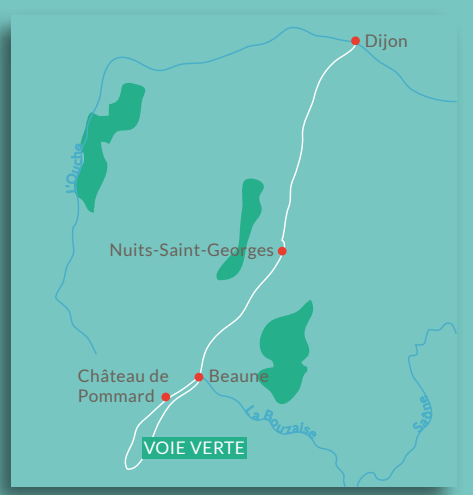 Dijon
L'Ouche
Nuits-Saint-Georges
Château de
Pommard
Beaune
La Bouzaise
Saône
VOIE VERTE